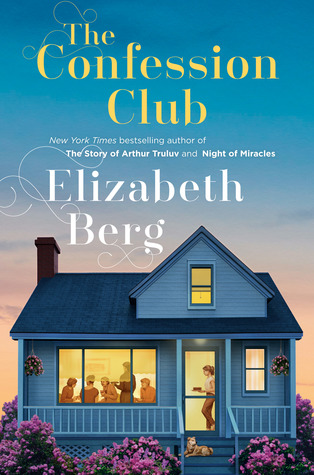 The
Confession
Club
New York Times bestselling author of
The Story of Arthur Truluv and Night of Miracles
Elizabeth
Berg